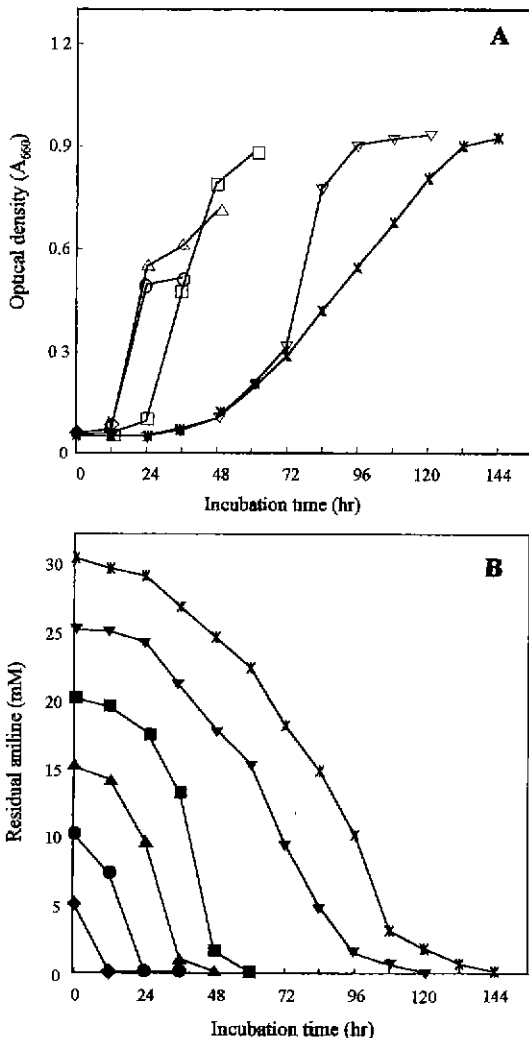 A
1 2
0.9
0.6
0 3
0
Optical density (A660)
0 24 48 72 96 120 144
Incubation time (hr)
B
30
25
20
15
10
5
0
Residual aniline (mM)
0 24 48 72 96 120 144
Incubation time (hr)